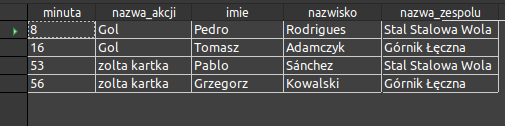 minuta nazwa_akcji imie nazwisko nazwa_zespolu
8 Gol Pedro Rodrigues Stal Stalowa Wola
16 Gol Tomasz Adamczyk Górnik Łęczna
53 zolta kartka Pablo Sánchez Stal Stalowa Wola
56 zolta kartka Grzegorz Kowalski Górnik Łęczna